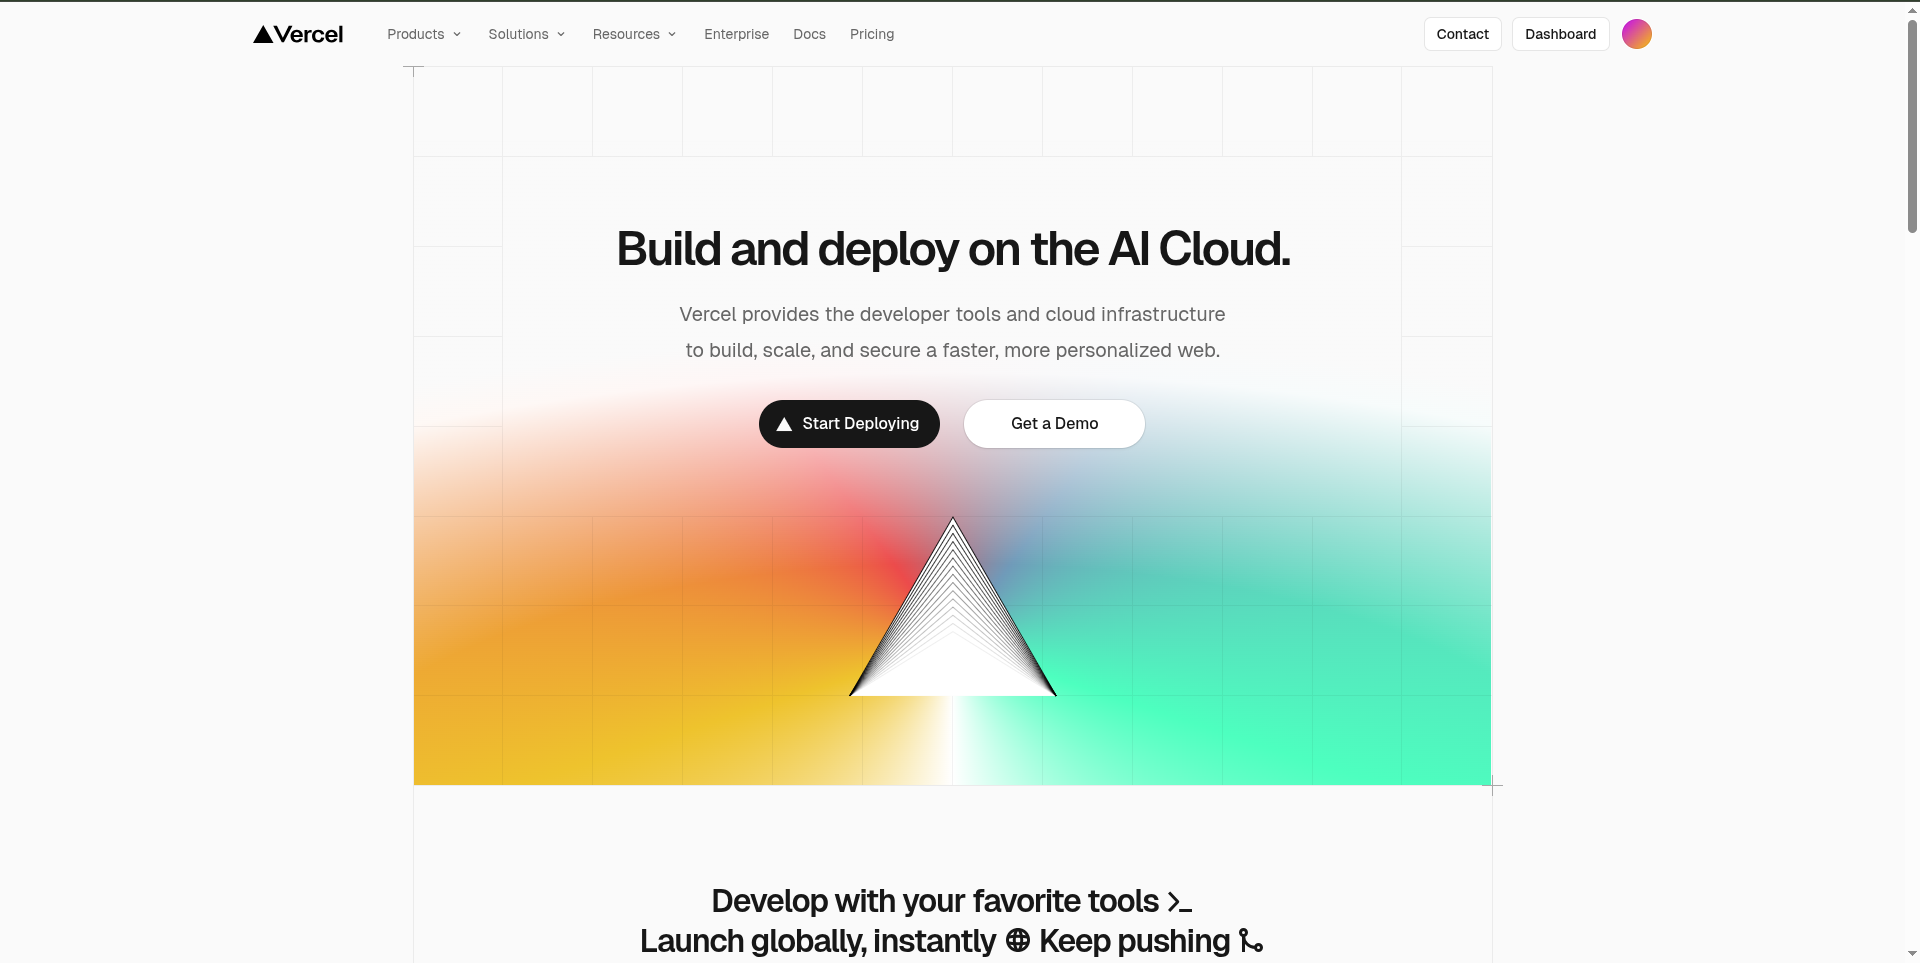 Vercel
Products
Solutions
Resources
Enterprise
Docs
Pricing
Contact
Dashboard
Build and deploy on the AI Cloud.
Vercel provides the developer tools and cloud infrastructure
to build, scale, and secure a faster, more personalized web.
Start Deploying
Get a Demo
Develop with your favorite tools
Launch globally, instantly Keep pushing